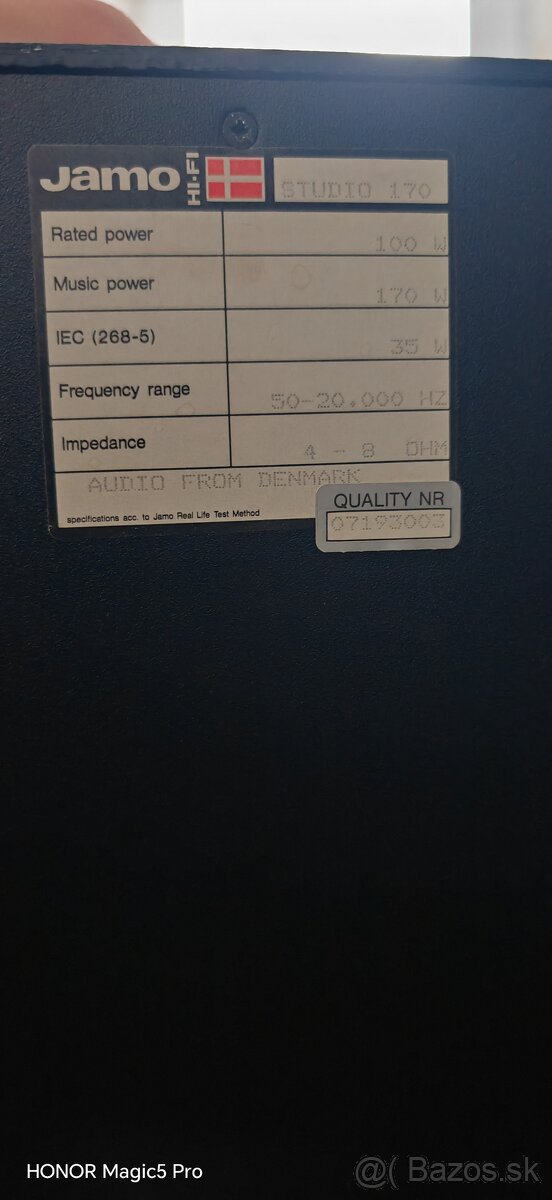 Jamo HI-FI STUDIO 170
Rated power 100 W
Music power 170 W
IEC (268-5) 35 W
Frequency range 50-20.000 HZ
Impedance 4 - 8 OHM
AUDIO FROM DENMARK
specifications acc. to Jamo Real Life Test Method
QUALITY NR
07193003
HONOR Magic5 Pro
@( Bazos.sk